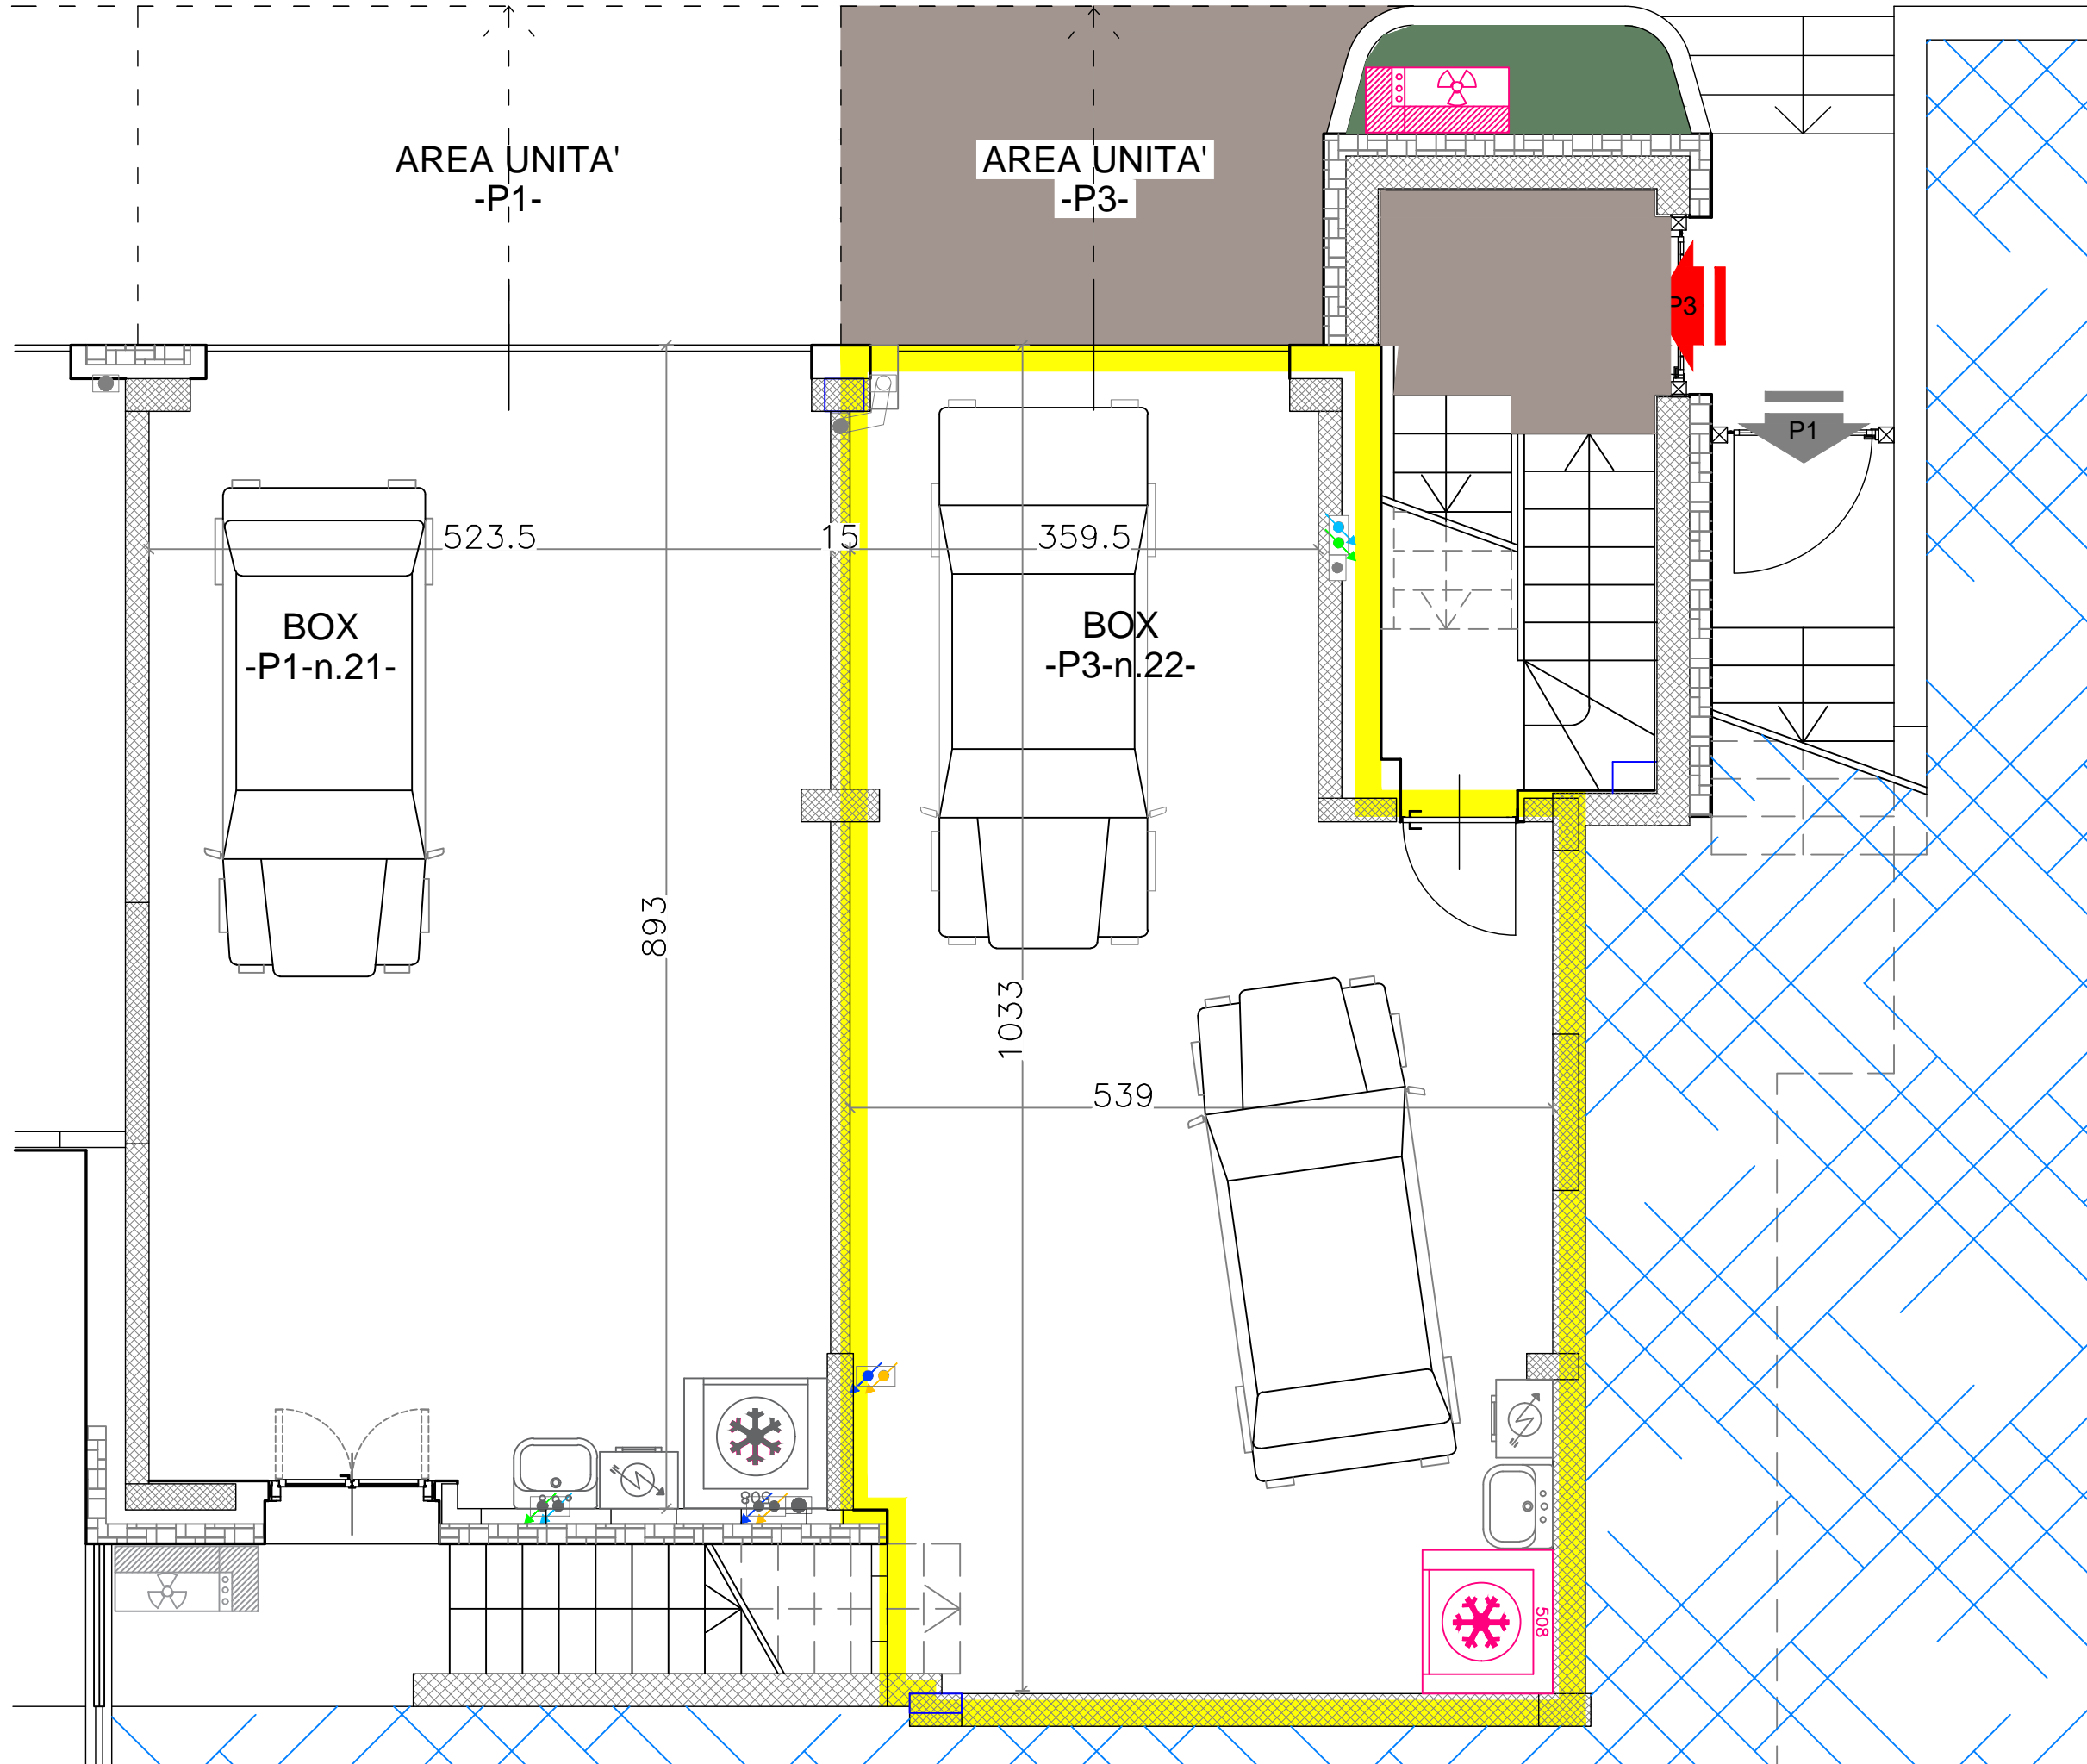 AREA UNITA'
-P1-
AREA UNITA'
-P3-
P3
P1
523.5
15
359.5
BOX
-P1-n.21-
BOX
-P3-n.22-
893
1033
539
508